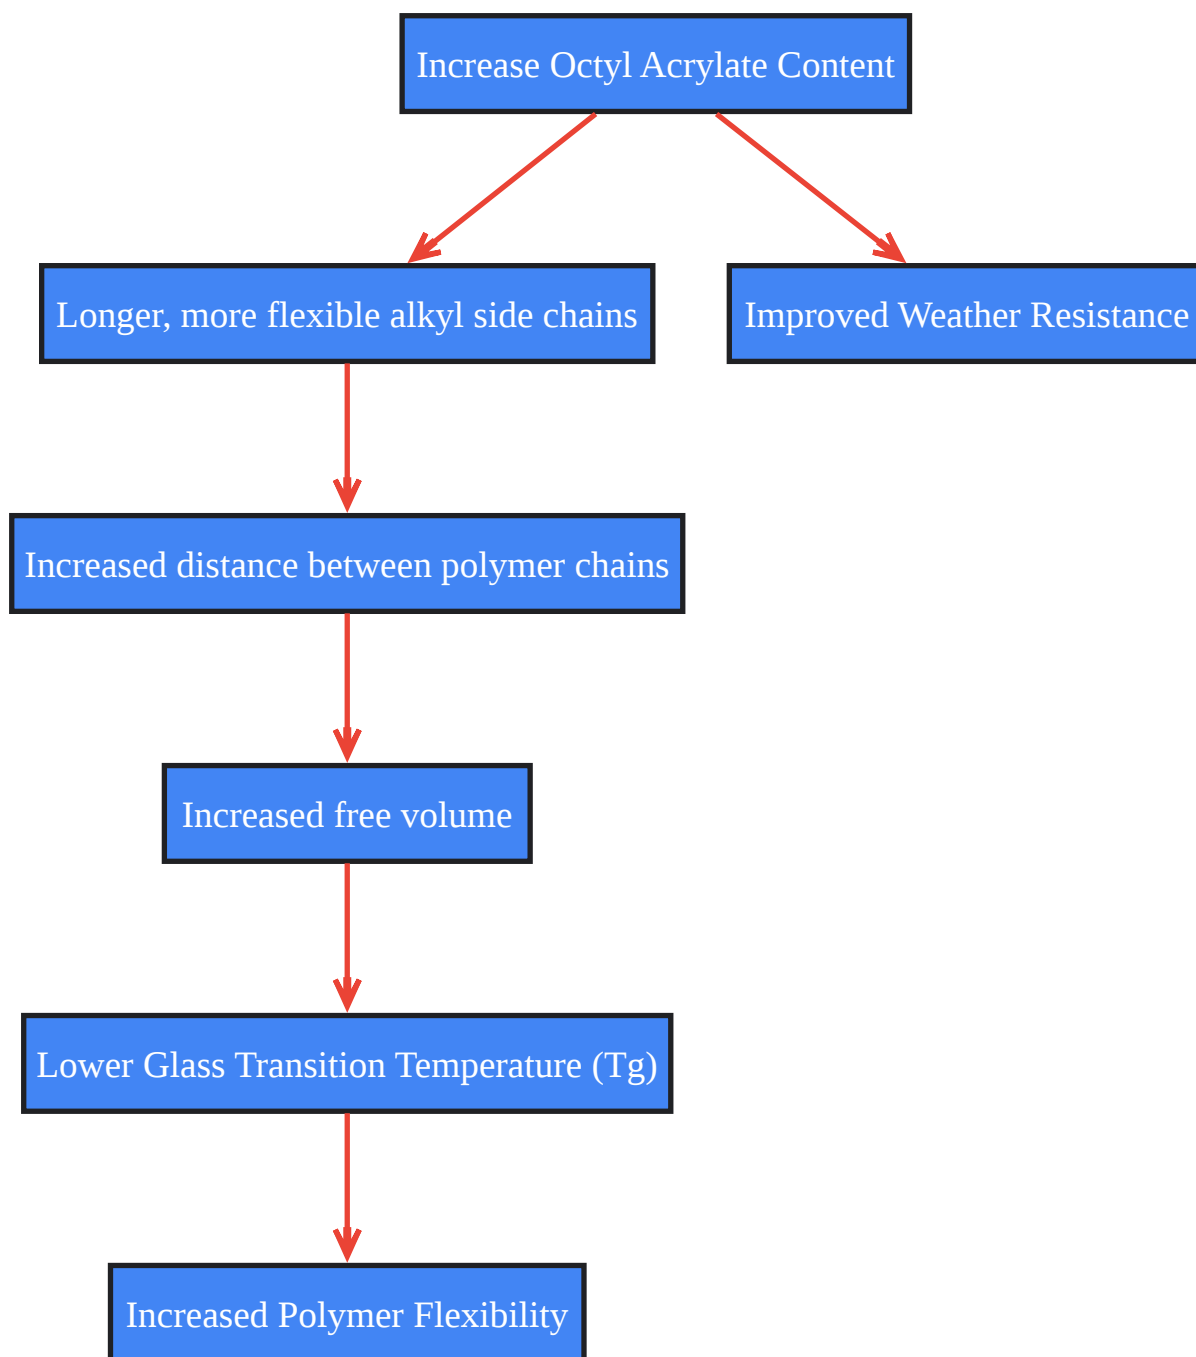 Increase Octyl Acrylate Content
Longer, more flexible alkyl side chains
Improved Weather Resistance
Increased distance between polymer chains
Increased free volume
Lower Glass Transition Temperature (Tg)
Increased Polymer Flexibility